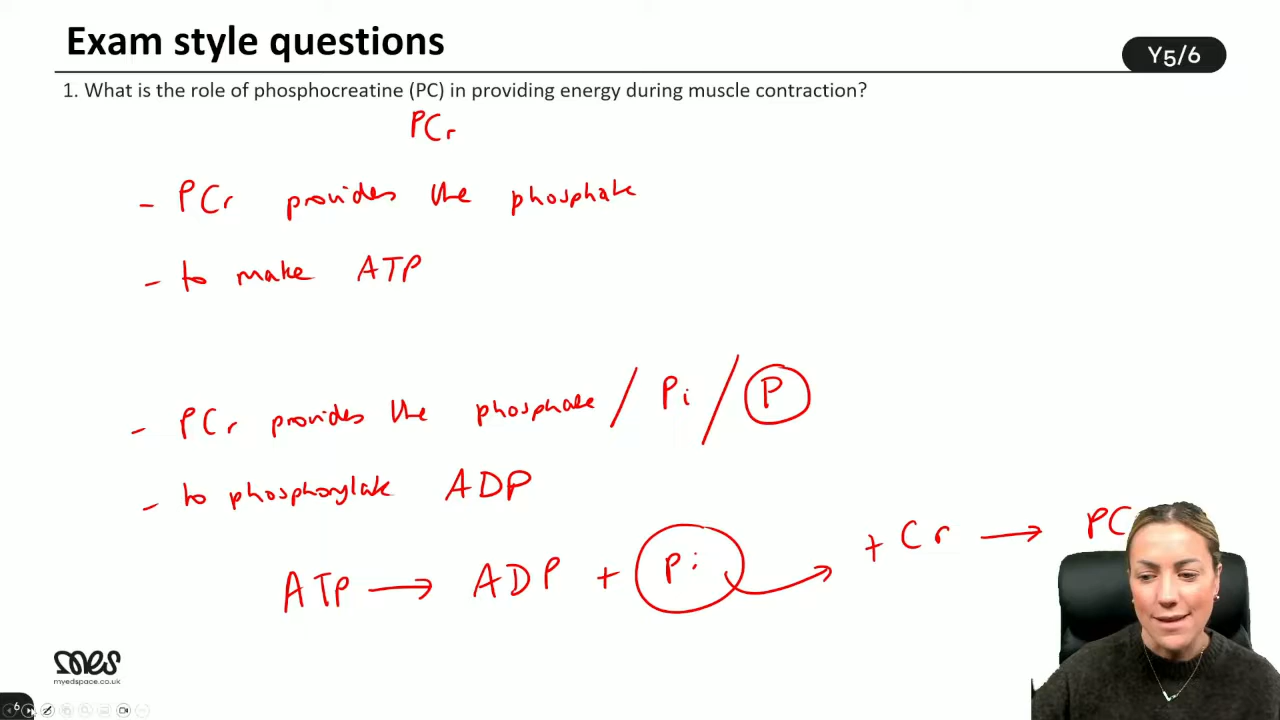 Exam style questions
Y5/6
1. What is the role of phosphocreatine (PC) in providing energy during muscle contraction?
PCr
- PCr provides the phosphate
- to make ATP
- PCr provides the phosphate / Pi / P
- to phosphorylate ADP
+ Cr → PC
ATP → ADP + Pi
mes
myedspace.co.uk
6